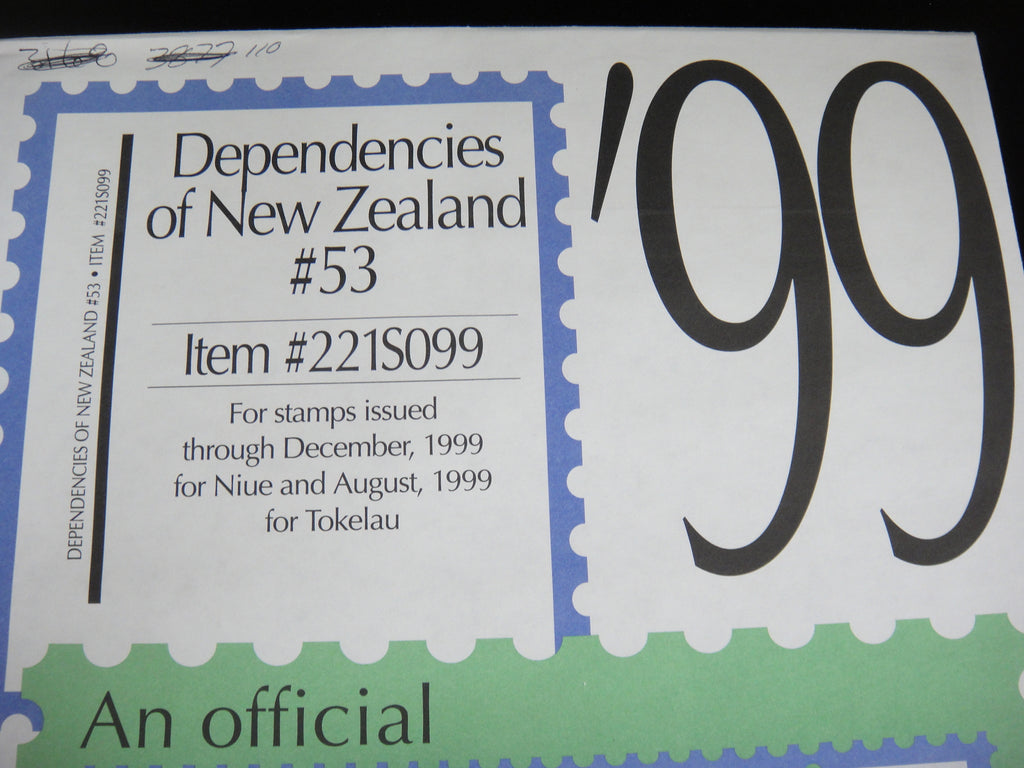 110
'99
Dependencies
of New Zealand
#53
Item #221S099
For stamps issued
through December, 1999
for Niue and August, 1999
for Tokelau
DEPENDENCIES OF NEW ZEALAND #53 • ITEM #221S099
An official